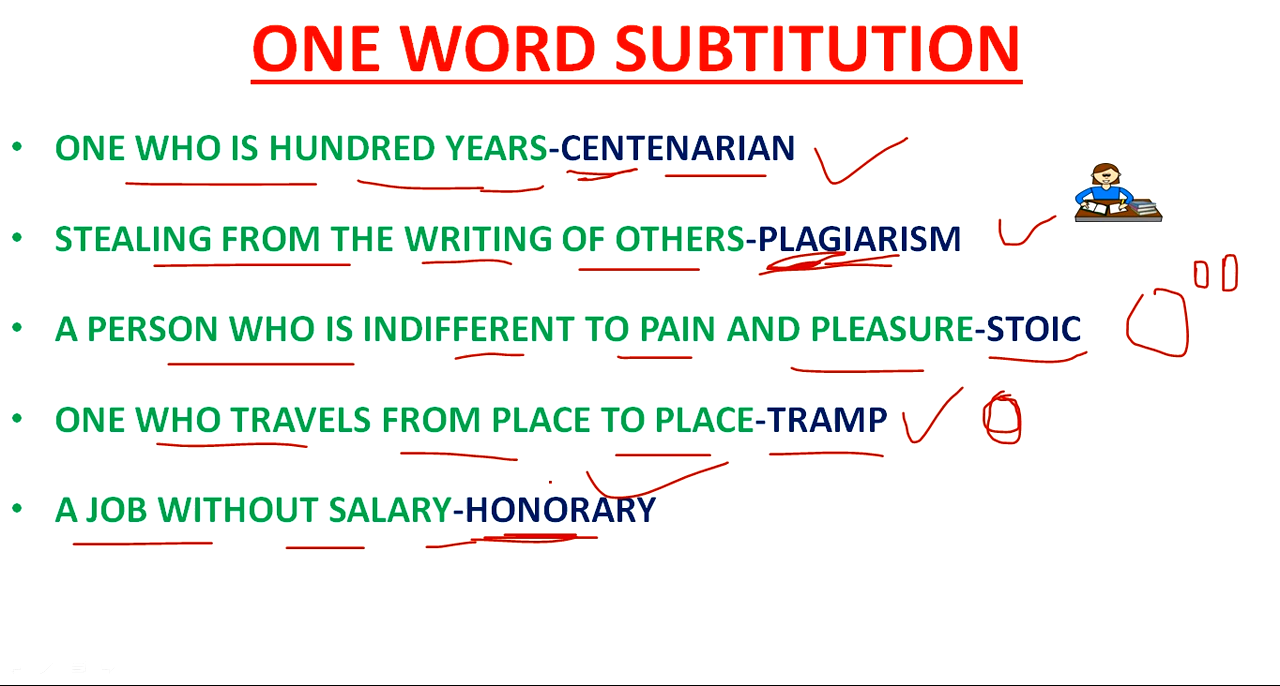 ONE WORD SUBTITUTION
• ONE WHO IS HUNDRED YEARS-CENTENARIAN
• STEALING FROM THE WRITING OF OTHERS-PLAGIARISM
• A PERSON WHO IS INDIFFERENT TO PAIN AND PLEASURE-STOIC
• ONE WHO TRAVELS FROM PLACE TO PLACE-TRAMP
• A JOB WITHOUT SALARY-HONORARY